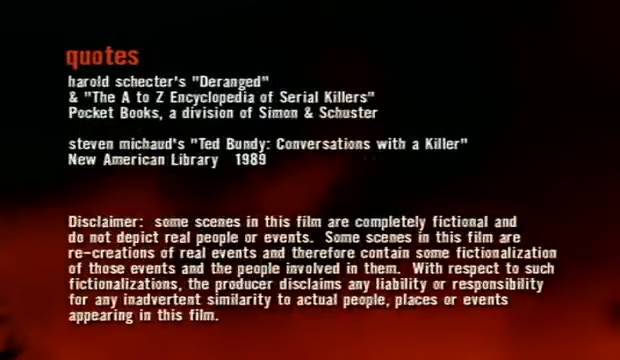 quotes
harold schecter's "Deranged"
& "The A to Z Encyclopedia of Serial Killers"
Pocket Books, a division of Simon & Schuster
steven michaud's "Ted Bundy: Conversations with a Killer"
New American Library 1989
Disclaimer: some scenes in this film are completely fictional and
do not depict real people or events. Some scenes in this film are
re-creations of real events and therefore contain some fictionalization
of those events and the people involved in them. With respect to such
fictionalizations, the producer disclaims any liability or responsibility
for any inadvertent similarity to actual people, places or events
appearing in this film.